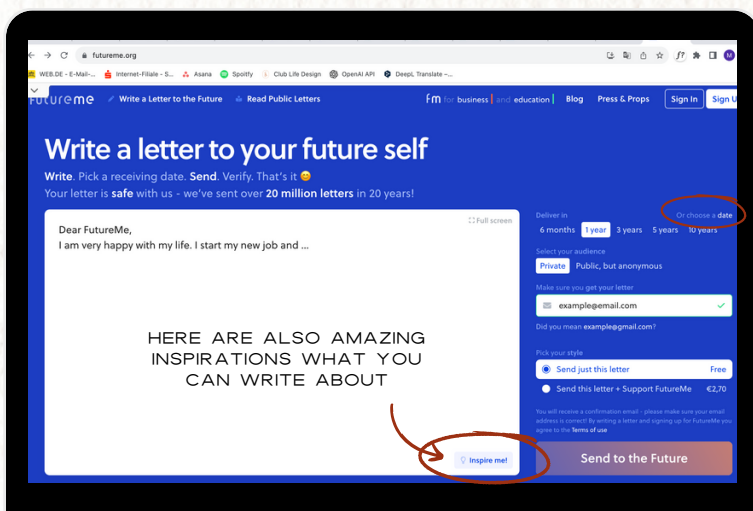 futureme.org
WEB.DE - E-Mail-... Internet-Filiale - S... Asana Spotify Club Life Design OpenAI API DeepL Translate –...
Futureme Write a Letter to the Future Read Public Letters fm for business | and education | Blog Press & Props Sign In Sign U
Write a letter to your future self
Write. Pick a receiving date. Send. Verify. That's it 😊
Your letter is safe with us - we've sent over 20 million letters in 20 years!
Full screen
Dear FutureMe,
I am very happy with my life. I start my new job and ...
HERE ARE ALSO AMAZING
INSPIRATIONS WHAT YOU
CAN WRITE ABOUT
Inspire me!
Deliver in Or choose a date
6 months 1 year 3 years 5 years 10 years
Select your audience
Private Public, but anonymous
Make sure you get your letter
example@email.com
Did you mean example@gmail.com?
Pick your style
Send just this letter Free
Send this letter + Support FutureMe €2,70
You will receive a confirmation email - please make sure your email
address is correct! By writing a letter and signing up for FutureMe you
agree to the Terms of use
Send to the Future